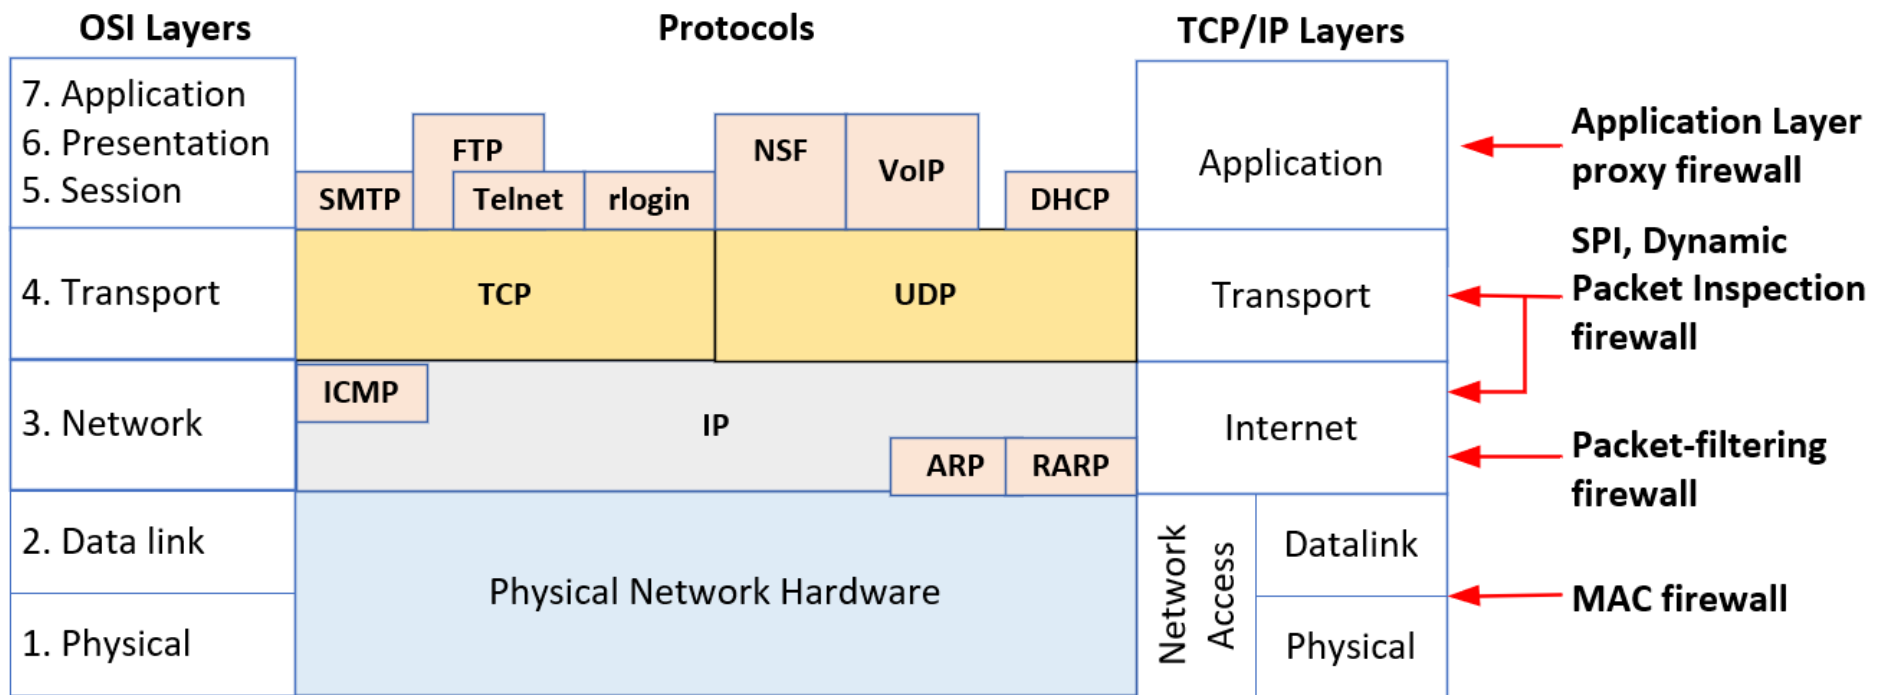 OSI Layers
Protocols
TCP/IP Layers
7. Application
6. Presentation
5. Session
SMTP
FTP
Telnet
rlogin
NSF
VoIP
DHCP
Application
Application Layer
proxy firewall
4. Transport
TCP
UDP
Transport
SPI, Dynamic
Packet Inspection
firewall
3. Network
ICMP
IP
ARP
RARP
Internet
Packet-filtering
firewall
2. Data link
1. Physical
Physical Network Hardware
Network
Access
Datalink
Physical
MAC firewall